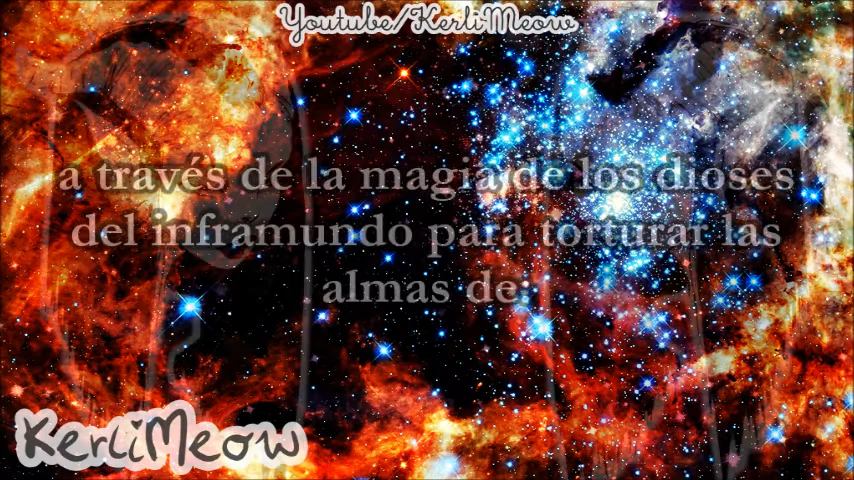 Youtube/KerliMeow
a través de la magia de los dioses
del inframundo para torturar las
almas de:
KerliMeow